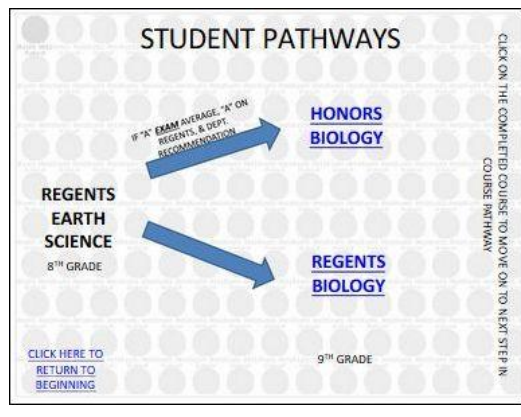 STUDENT PATHWAYS
IF "A" EXAM AVERAGE, "A" ON
REGENTS, & DEPT.
RECOMMENDATION
HONORS
BIOLOGY
REGENTS
EARTH
SCIENCE
8TH GRADE
REGENTS
BIOLOGY
9TH GRADE
CLICK HERE TO
RETURN TO
BEGINNING
CLICK ON THE COMPLETED COURSE TO MOVE ON TO NEXT STEP IN
COURSE PATHWAY